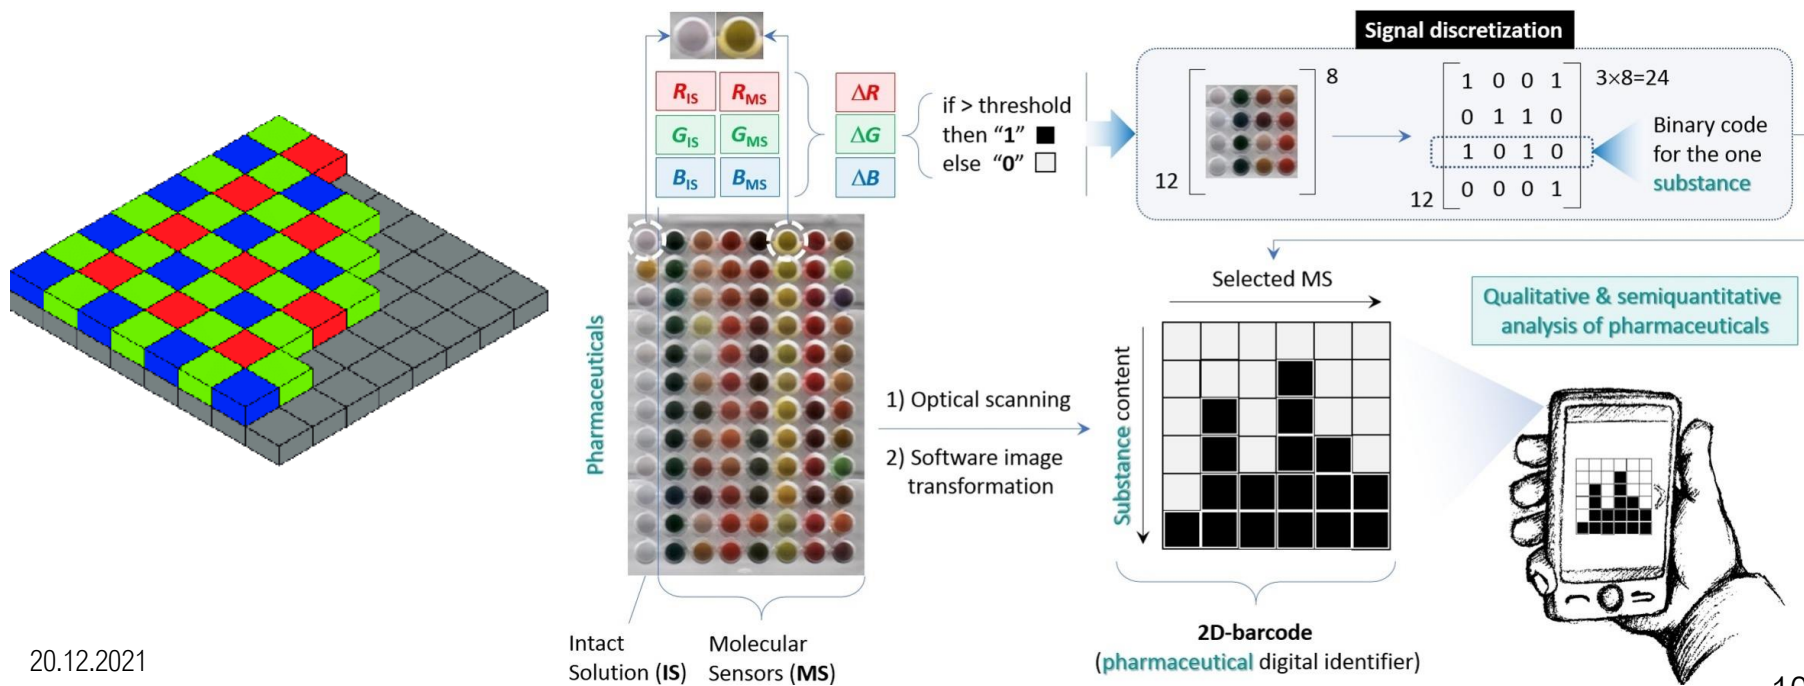 Signal discretization
R_IS R_MS ΔR
G_IS G_MS ΔG
B_IS B_MS ΔB
if > threshold
then “1”
else “0”
8
12
1 0 0 1
0 1 1 0
1 0 1 0
0 0 0 1
12
3×8=24
Binary code
for the one
substance
Pharmaceuticals
1) Optical scanning
2) Software image
transformation
Selected MS
Substance content
Qualitative & semiquantitative
analysis of pharmaceuticals
Intact
Solution (IS)
Molecular
Sensors (MS)
2D-barcode
(pharmaceutical digital identifier)
20.12.2021